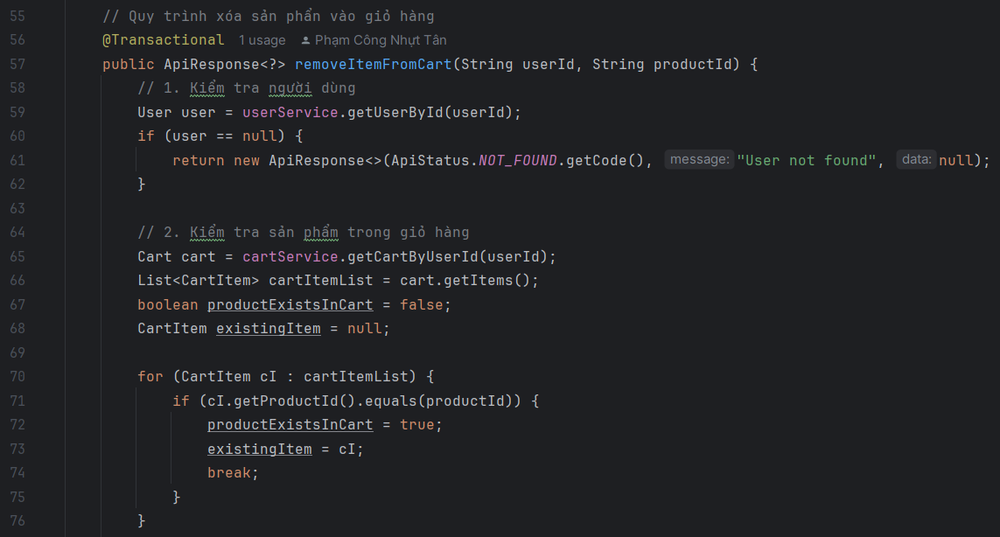 55 // Quy trình xóa sản phẩn vào giỏ hàng
56 @Transactional 1 usage Phạm Công Nhựt Tân
57 public ApiResponse<?> removeItemFromCart(String userId, String productId) {
58 // 1. Kiểm tra người dùng
59 User user = userService.getUserById(userId);
60 if (user == null) {
61 return new ApiResponse<>(ApiStatus.NOT_FOUND.getCode(), message: "User not found", data: null);
62 }
63
64 // 2. Kiểm tra sản phẩm trong giỏ hàng
65 Cart cart = cartService.getCartByUserId(userId);
66 List<CartItem> cartItemList = cart.getItems();
67 boolean productExistsInCart = false;
68 CartItem existingItem = null;
69
70 for (CartItem cI : cartItemList) {
71 if (cI.getProductId().equals(productId)) {
72 productExistsInCart = true;
73 existingItem = cI;
74 break;
75 }
76 }